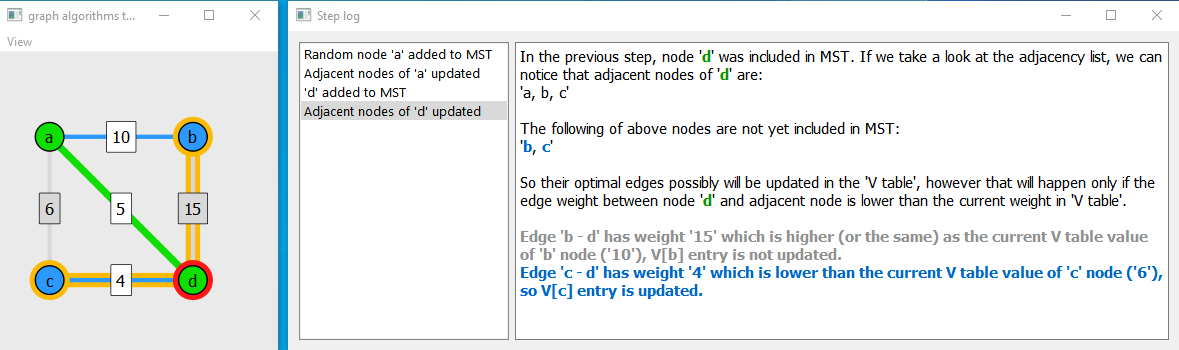 graph algorithms t...
View
a
10
b
6
5
15
c
4
d
Step log
Random node 'a' added to MST
Adjacent nodes of 'a' updated
'd' added to MST
Adjacent nodes of 'd' updated
In the previous step, node 'd' was included in MST. If we take a look at the adjacency list, we can
notice that adjacent nodes of 'd' are:
'a, b, c'
The following of above nodes are not yet included in MST:
'b, c'
So their optimal edges possibly will be updated in the 'V table', however that will happen only if the
edge weight between node 'd' and adjacent node is lower than the current weight in 'V table'.
Edge 'b - d' has weight '15' which is higher (or the same) as the current V table value
of 'b' node ('10'), V[b] entry is not updated.
Edge 'c - d' has weight '4' which is lower than the current V table value of 'c' node ('6'),
so V[c] entry is updated.